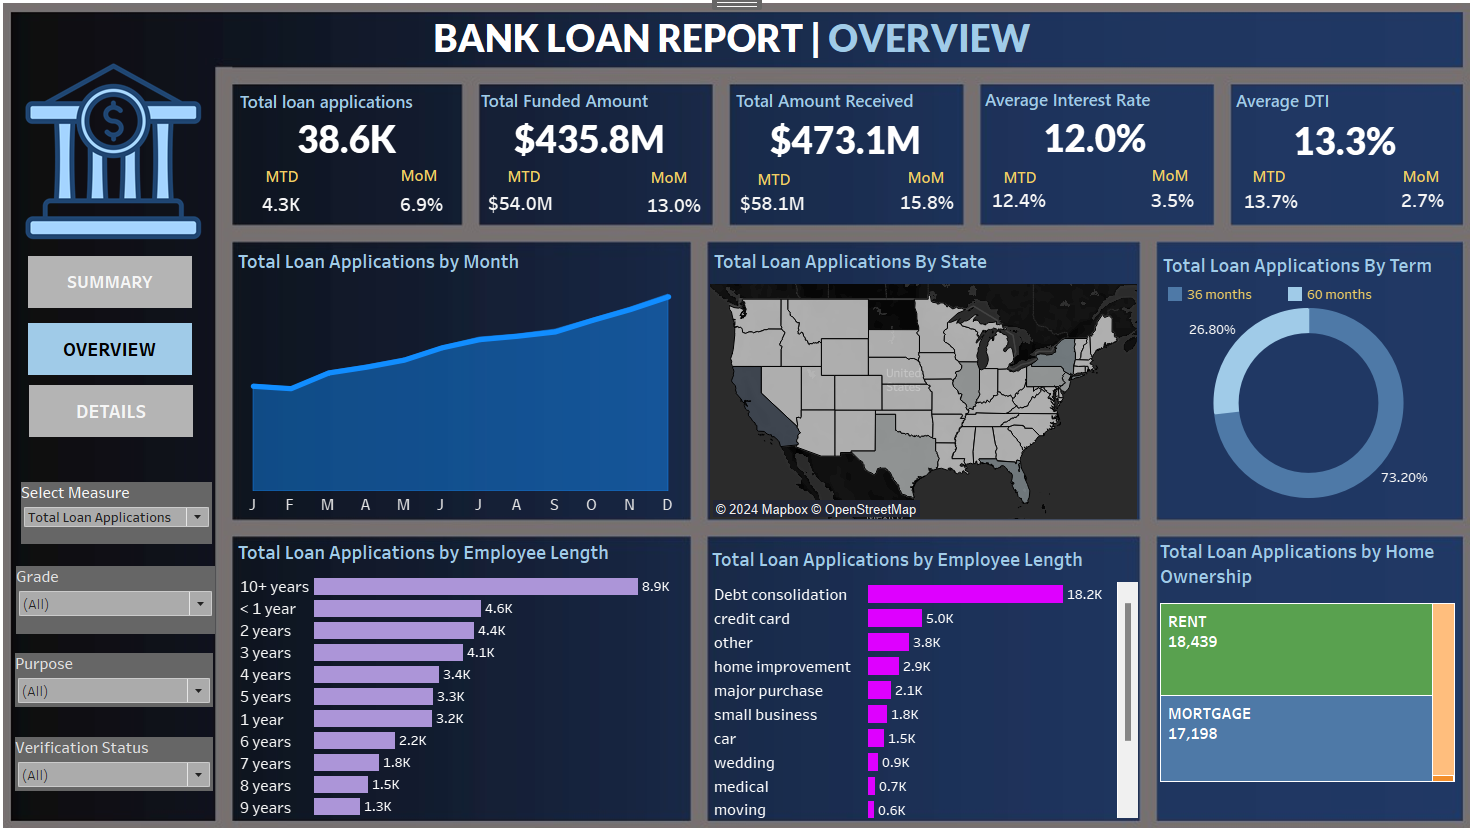 BANK LOAN REPORT | OVERVIEW
$
SUMMARY
OVERVIEW
DETAILS
Select Measure
Total Loan Applications
Grade
(All)
Purpose
(All)
Verification Status
(All)
Total loan applications
38.6K
MTD MoM
4.3K 6.9%
Total Funded Amount
$435.8M
MTD MoM
$54.0M 13.0%
Total Amount Received
$473.1M
MTD MoM
$58.1M 15.8%
Average Interest Rate
12.0%
MTD MoM
12.4% 3.5%
Average DTI
13.3%
MTD MoM
13.7% 2.7%
Total Loan Applications by Month
J F M A M J J A S O N D
Total Loan Applications By State
United
States
© 2024 Mapbox © OpenStreetMap
Total Loan Applications By Term
36 months 60 months
26.80%
73.20%
Total Loan Applications by Employee Length
10+ years 8.9K
< 1 year 4.6K
2 years 4.4K
3 years 4.1K
4 years 3.4K
5 years 3.3K
1 year 3.2K
6 years 2.2K
7 years 1.8K
8 years 1.5K
9 years 1.3K
Total Loan Applications by Employee Length
Debt consolidation 18.2K
credit card 5.0K
other 3.8K
home improvement 2.9K
major purchase 2.1K
small business 1.8K
car 1.5K
wedding 0.9K
medical 0.7K
moving 0.6K
Total Loan Applications by Home
Ownership
RENT
18,439
MORTGAGE
17,198